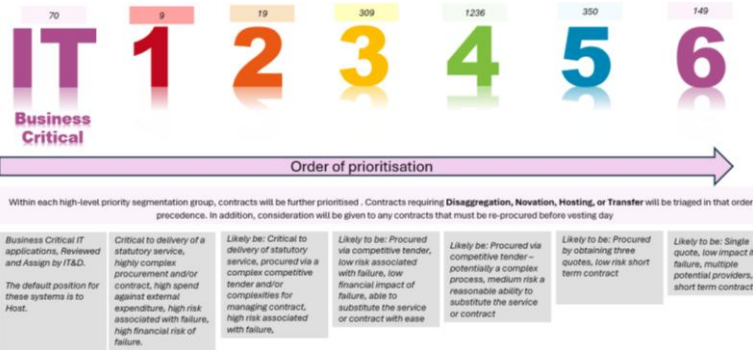 70 9 19 309 1236 350 149
IT 1 2 3 4 5 6
Business
Critical
Order of prioritisation
Within each high-level priority segmentation group, contracts will be further prioritised . Contracts requiring Disaggregation, Novation, Hosting, or Transfer will be triaged in that order
precedence. In addition, consideration will be given to any contracts that must be re-procured before vesting day
Business Critical IT
applications, Reviewed
and Assign by IT&D.
The default position for
these systems is to
Host.
Critical to delivery of a
statutory service,
highly complex
procurement and/or
contract, high spend
against external
expenditure, high risk
associated with failure,
high financial risk of
failure.
Likely be: Critical to
delivery of statutory
service, procured via a
complex competitive
tender and/or
complexities for
managing contract,
high risk associated
with failure,
Likely to be: Procured
via competitive tender,
low risk associated
with failure, low
financial impact of
failure, able to
substitute the service
or contract with ease
Likely be: Procured via
competitive tender –
potentially a complex
process, medium risk a
reasonable ability to
substitute the service
or contract
Likely to be: Procured
by obtaining three
quotes, low risk short
term contract
Likely to be: Single
quote, low impact if
failure, multiple
potential providers,
short term contract